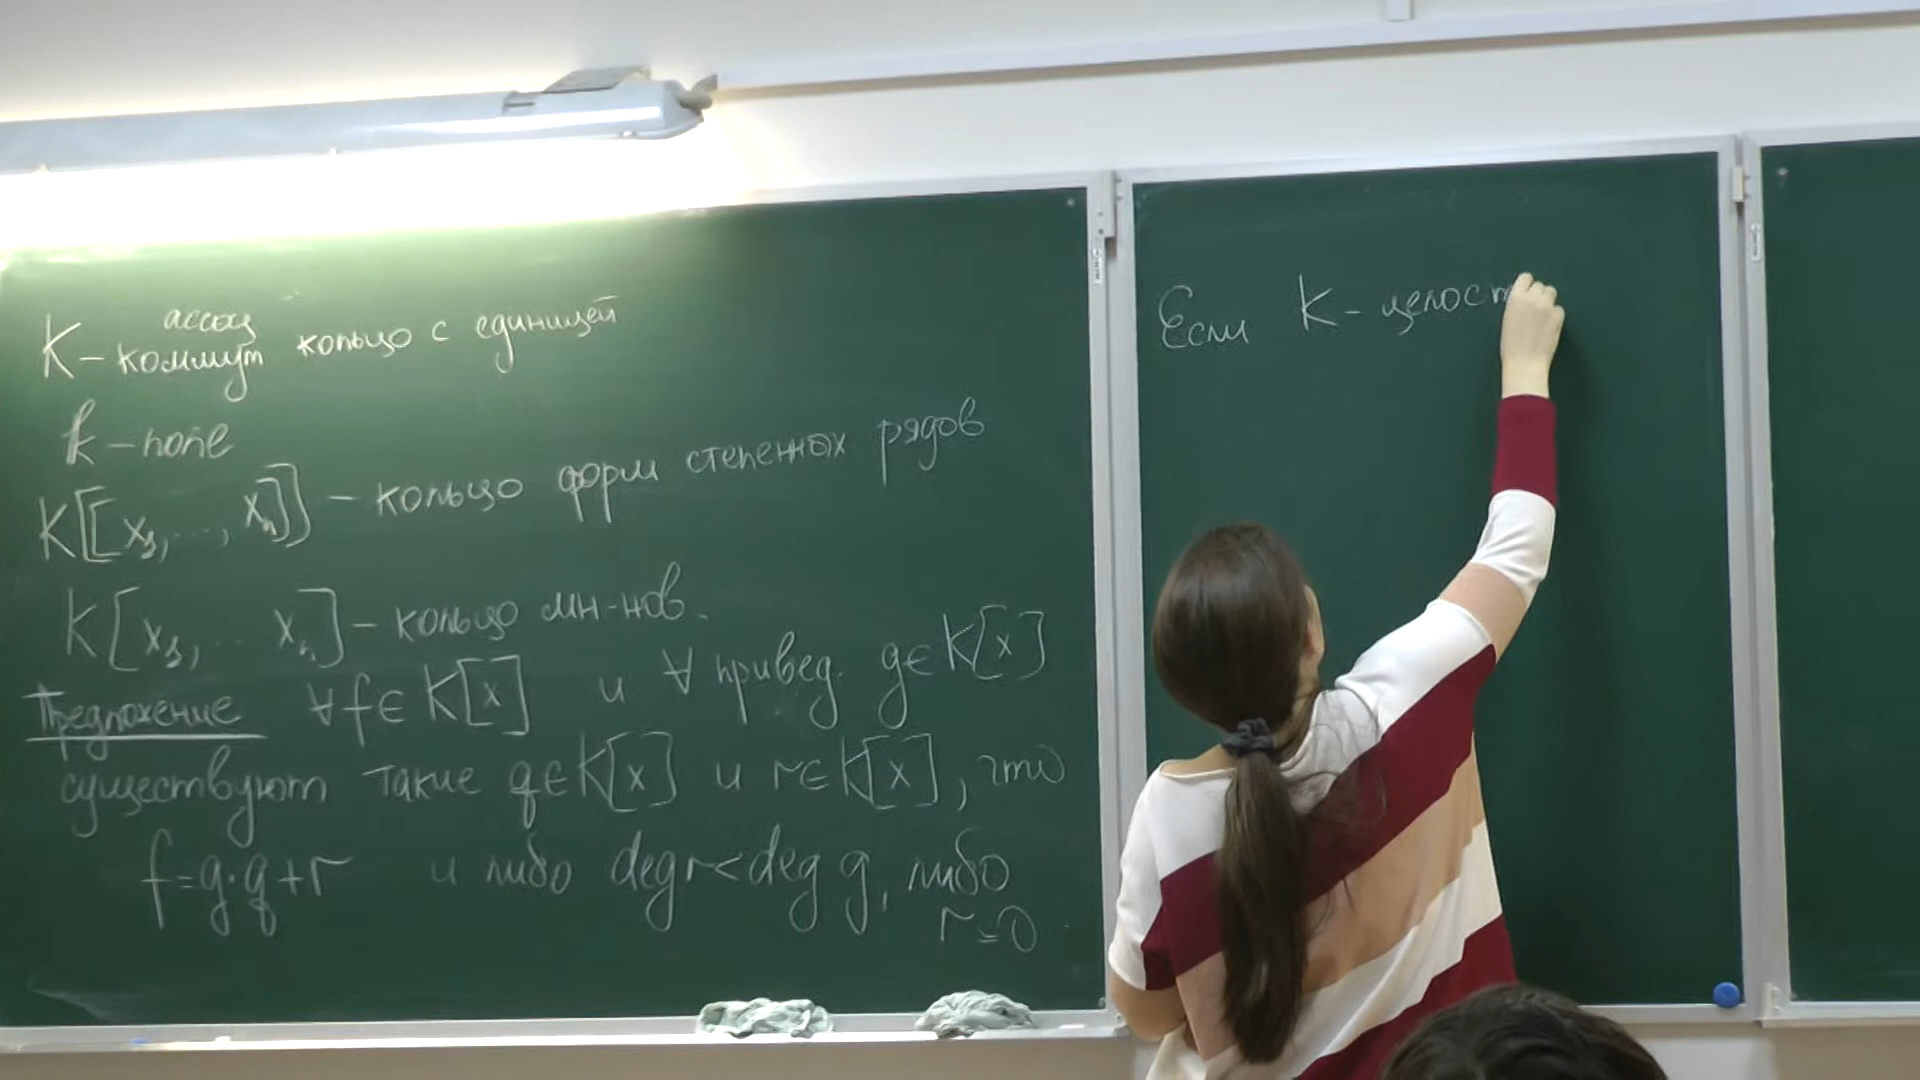 ассоц
K – коммут кольцо с единицей
k – поле
K[[x₁, ..., xₙ]] – кольцо форм степенных рядов
K[x₁, .. xₙ] – кольцо мн-нов.
Предложение ∀f∈K[x] и ∀ привед. g∈K[x]
существуют такие q∈K[x] и r∈K[x], что
f=g·q+r и либо deg r<deg g, либо
r=0
Если K – целост